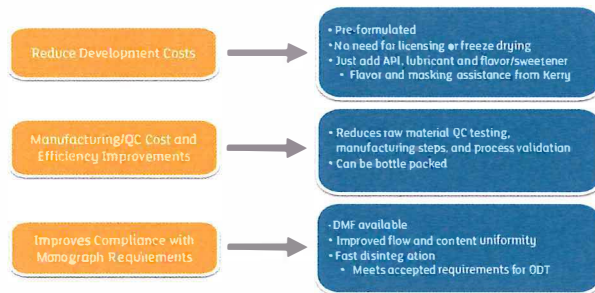 Reduce Development Costs
• Pre-formulated
• No need for licensing or freeze drying
• Just add API, lubricant and flavor/sweetener
• Flavor and masking assistance from Kerry
Manufacturing/QC Cost and
Efficiency Improvements
• Reduces raw material QC testing,
manufacturing steps, and process validation
• Can be bottle packed
Improves Compliance with
Monograph Requirements
• DMF available
• Improved flow and content uniformity
• Fast disintegration
• Meets accepted requirements for ODT